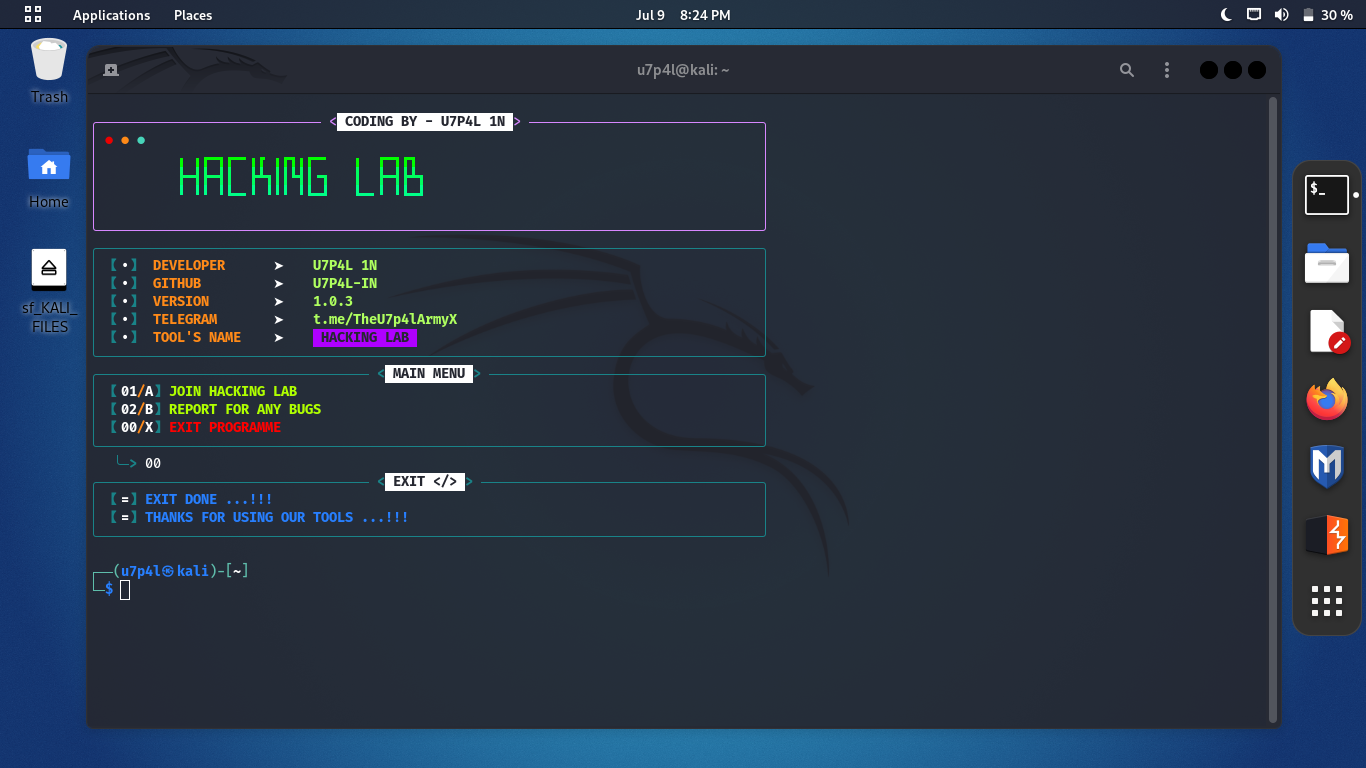 Applications Places Jul 9 8:24 PM 30 %
u7p4l@kali: ~
Trash
Home
sf_KALI_
FILES
$_
< CODING BY - U7P4L 1N >
HACKING LAB
[•] DEVELOPER ➤ U7P4L 1N
[•] GITHUB ➤ U7P4L-IN
[•] VERSION ➤ 1.0.3
[•] TELEGRAM ➤ t.me/TheU7p4lArmyX
[•] TOOL'S NAME ➤ HACKING LAB
< MAIN MENU >
[01/A] JOIN HACKING LAB
[02/B] REPORT FOR ANY BUGS
[00/X] EXIT PROGRAMME
╰─> 00
< EXIT </> >
[=] EXIT DONE ...!!!
[=] THANKS FOR USING OUR TOOLS ...!!!
┌──(u7p4l㉿kali)-[~]
└─$